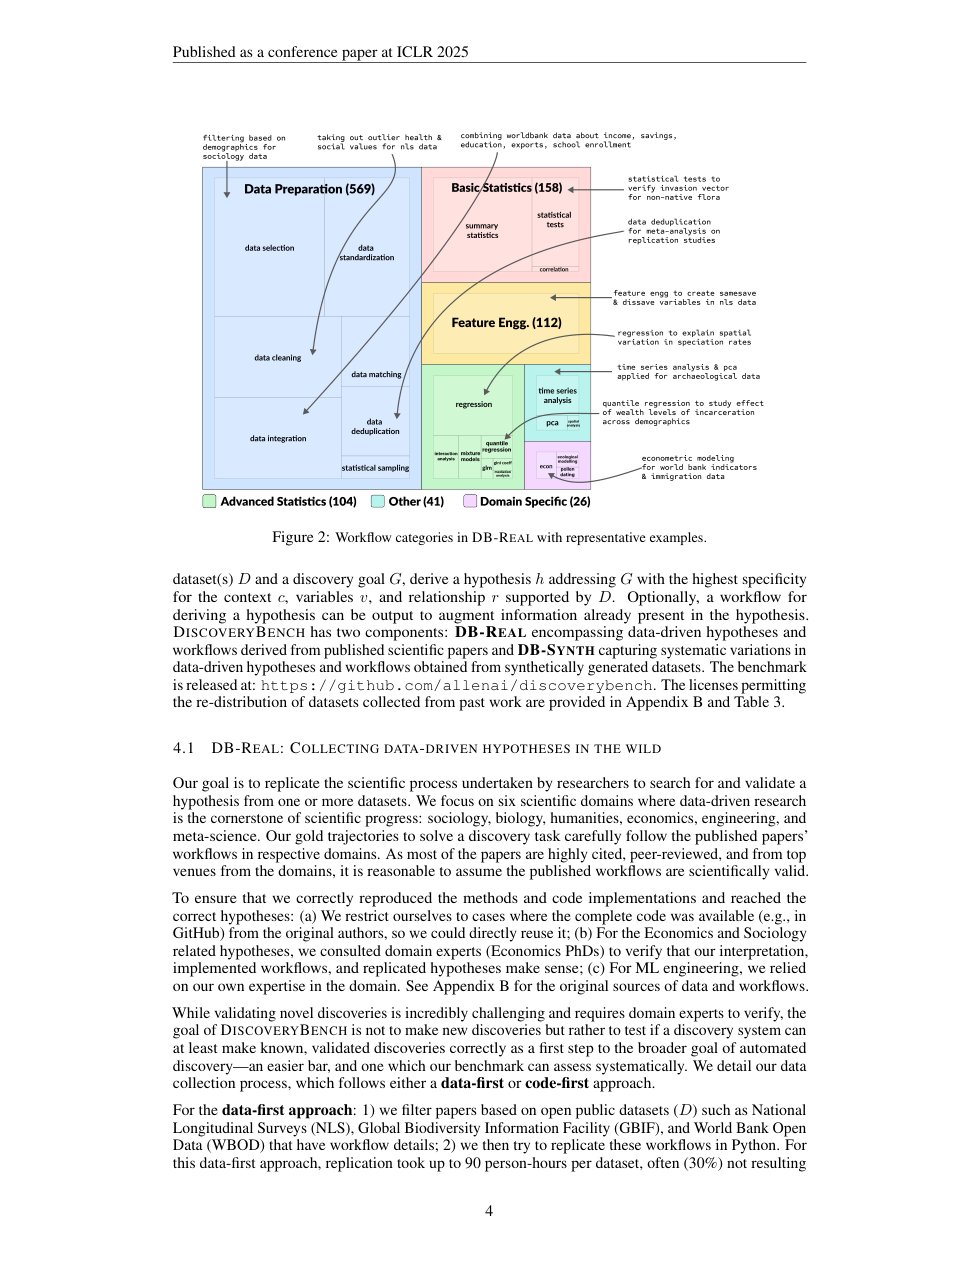 Published as a conference paper at ICLR 2025
filtering based on
demographics for
sociology data
taking out outlier health &
social values for nls data
combining worldbank data about income, savings,
education, exports, school enrollment
Data Preparation (569)
data selection
data
standardization
data cleaning
data matching
data integration
data
deduplication
statistical sampling
Basic Statistics (158)
summary
statistics
statistical
tests
correlation
Feature Engg. (112)
regression
interaction
analysis
mixture
models
quantile
regression
glm
gini coeff
mediation
analysis
time series
analysis
pca
spatial
analysis
econ
ecological
modelling
pollen
dating
statistical tests to
verify invasion vector
for non-native flora
data deduplication
for meta-analysis on
replication studies
feature engg to create samesave
& dissave variables in nls data
regression to explain spatial
variation in speciation rates
time series analysis & pca
applied for archaeological data
quantile regression to study effect
of wealth levels of incarceration
across demographics
econometric modeling
for world bank indicators
& immigration data
Advanced Statistics (104) Other (41) Domain Specific (26)
Figure 2: Workflow categories in DB-REAL with representative examples.
dataset(s) D and a discovery goal G, derive a hypothesis h addressing G with the highest specificity
for the context c, variables v, and relationship r supported by D. Optionally, a workflow for
deriving a hypothesis can be output to augment information already present in the hypothesis.
DISCOVERYBENCH has two components: DB-REAL encompassing data-driven hypotheses and
workflows derived from published scientific papers and DB-SYNTH capturing systematic variations in
data-driven hypotheses and workflows obtained from synthetically generated datasets. The benchmark
is released at: https://github.com/allenai/discoverybench. The licenses permitting
the re-distribution of datasets collected from past work are provided in Appendix B and Table 3.
4.1 DB-REAL: COLLECTING DATA-DRIVEN HYPOTHESES IN THE WILD
Our goal is to replicate the scientific process undertaken by researchers to search for and validate a
hypothesis from one or more datasets. We focus on six scientific domains where data-driven research
is the cornerstone of scientific progress: sociology, biology, humanities, economics, engineering, and
meta-science. Our gold trajectories to solve a discovery task carefully follow the published papers’
workflows in respective domains. As most of the papers are highly cited, peer-reviewed, and from top
venues from the domains, it is reasonable to assume the published workflows are scientifically valid.
To ensure that we correctly reproduced the methods and code implementations and reached the
correct hypotheses: (a) We restrict ourselves to cases where the complete code was available (e.g., in
GitHub) from the original authors, so we could directly reuse it; (b) For the Economics and Sociology
related hypotheses, we consulted domain experts (Economics PhDs) to verify that our interpretation,
implemented workflows, and replicated hypotheses make sense; (c) For ML engineering, we relied
on our own expertise in the domain. See Appendix B for the original sources of data and workflows.
While validating novel discoveries is incredibly challenging and requires domain experts to verify, the
goal of DISCOVERYBENCH is not to make new discoveries but rather to test if a discovery system can
at least make known, validated discoveries correctly as a first step to the broader goal of automated
discovery—an easier bar, and one which our benchmark can assess systematically. We detail our data
collection process, which follows either a data-first or code-first approach.
For the data-first approach: 1) we filter papers based on open public datasets (D) such as National
Longitudinal Surveys (NLS), Global Biodiversity Information Facility (GBIF), and World Bank Open
Data (WBOD) that have workflow details; 2) we then try to replicate these workflows in Python. For
this data-first approach, replication took up to 90 person-hours per dataset, often (30%) not resulting
4